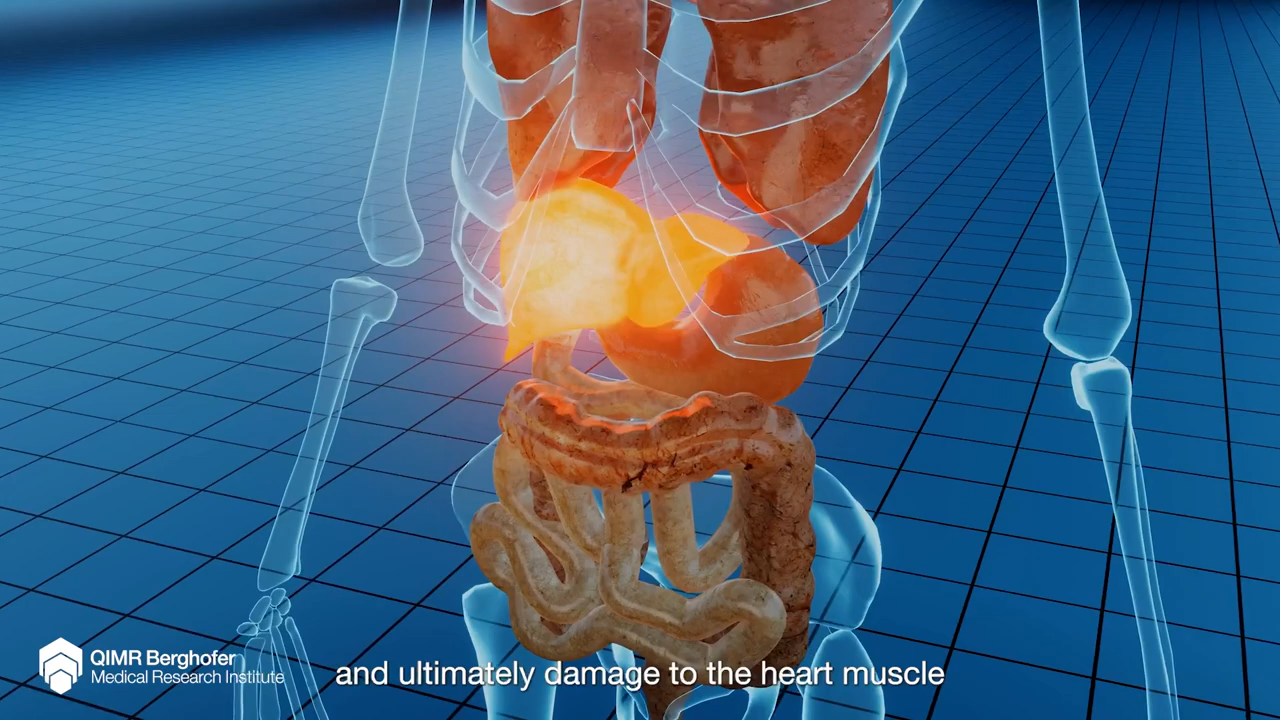 QIMR Berghofer
Medical Research Institute
and ultimately damage to the heart muscle